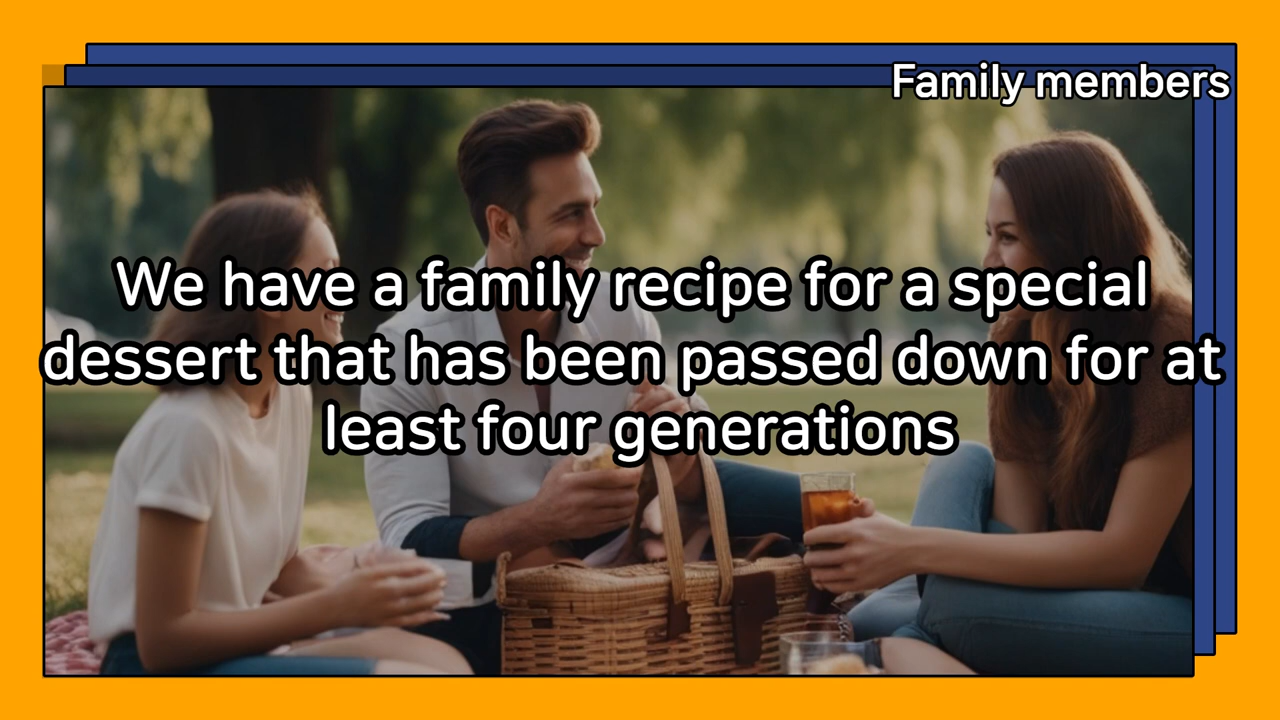 Family members
We have a family recipe for a special
dessert that has been passed down for at
least four generations